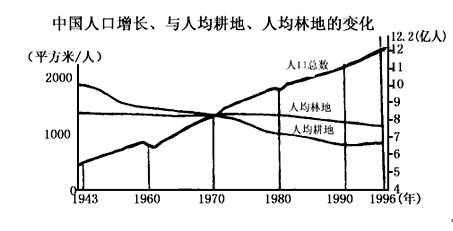 中国人口增长、与人均耕地、人均林地的变化
(平方米/人)
12.2(亿人)
2000
1000
0
人口总数
人均林地
人均耕地
12
11
10
9
8
7
6
5
4
1943 1960 1970 1980 1990 1996(年)